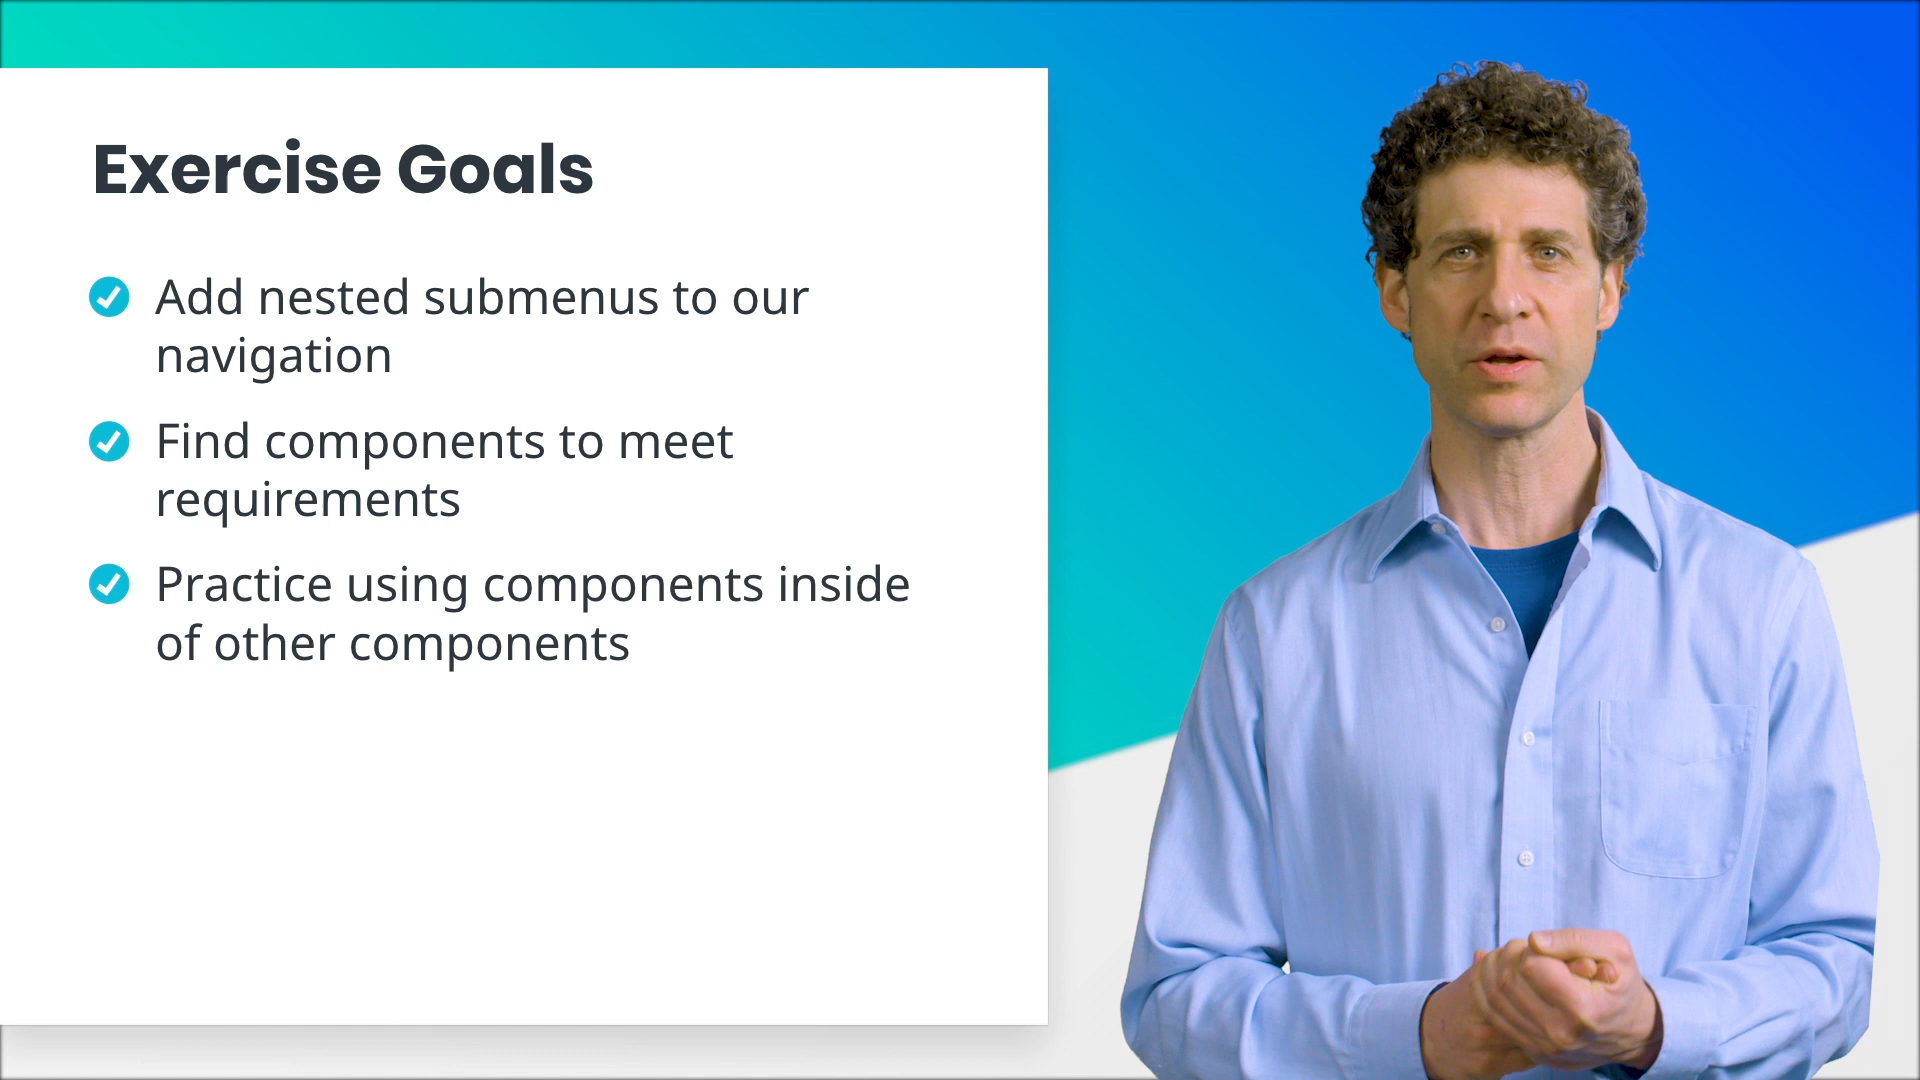 Exercise Goals
Add nested submenus to our
navigation
Find components to meet
requirements
Practice using components inside
of other components